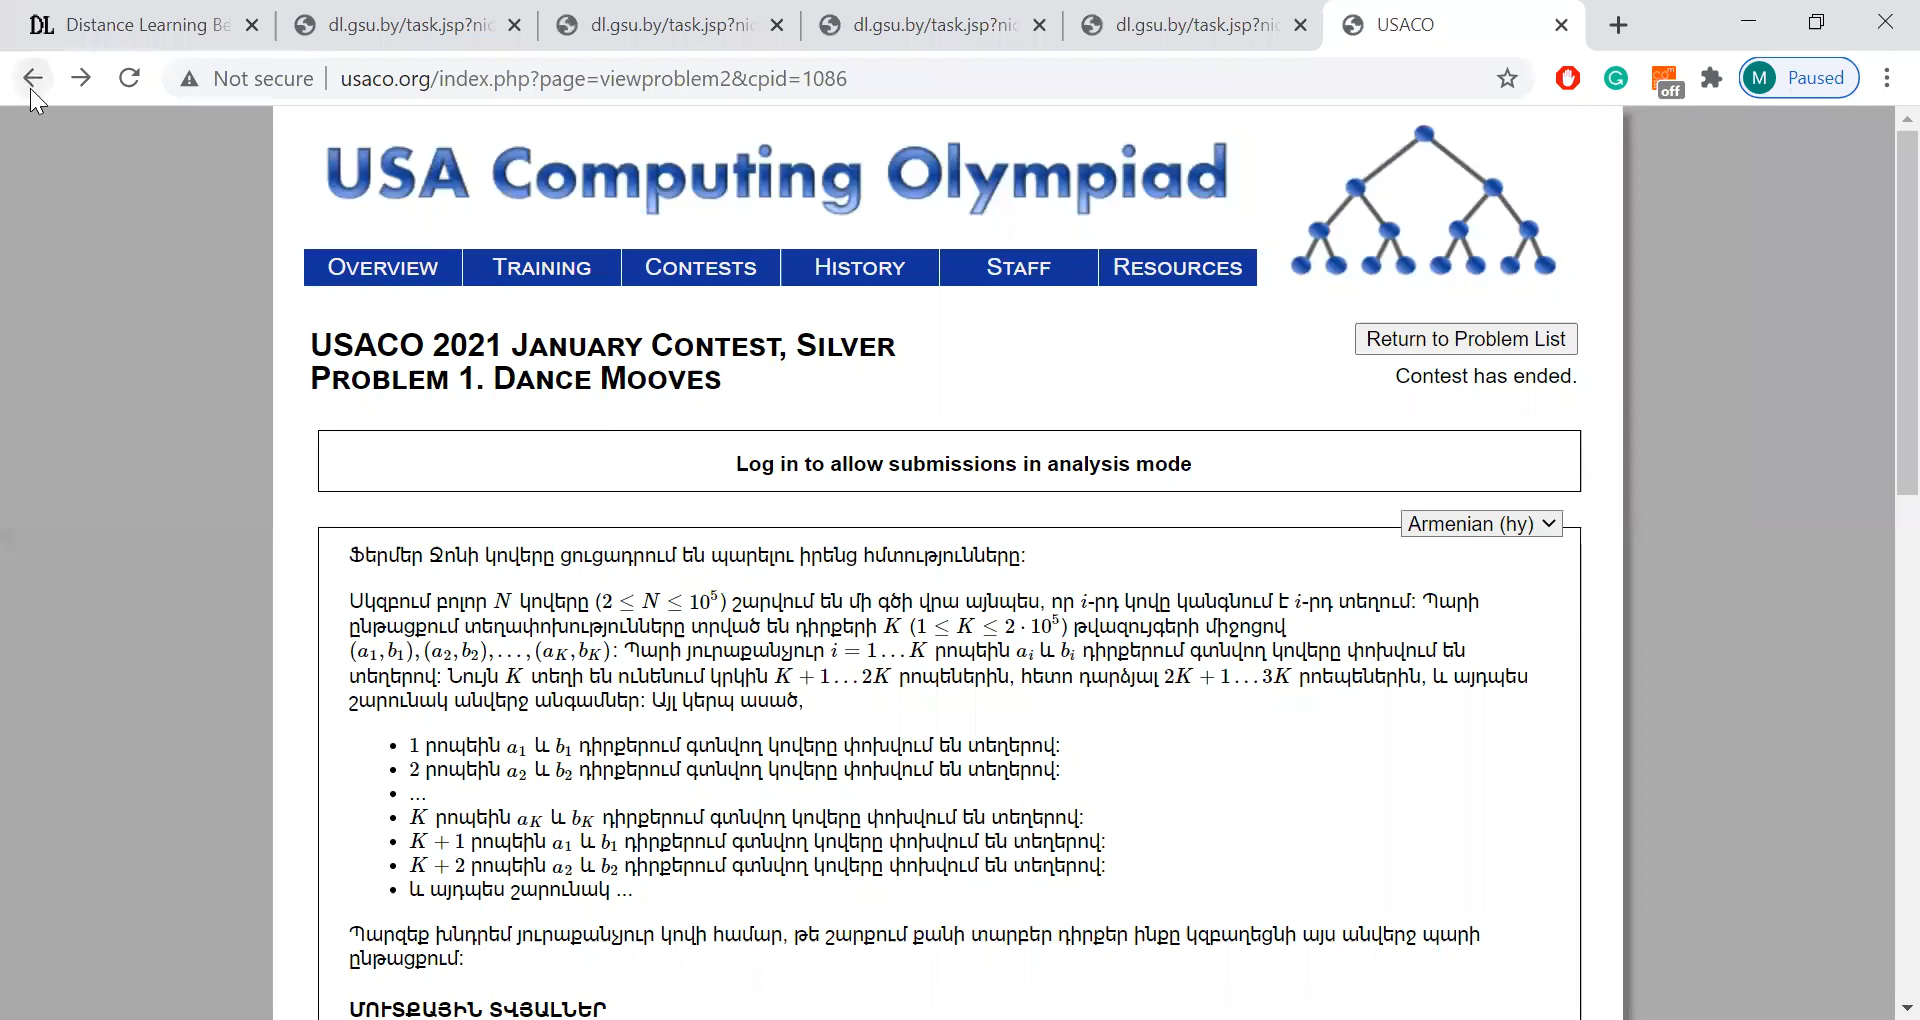 DL Distance Learning Be
dl.gsu.by/task.jsp?nic
dl.gsu.by/task.jsp?nic
dl.gsu.by/task.jsp?nic
dl.gsu.by/task.jsp?nic
USACO
Not secure usaco.org/index.php?page=viewproblem2&cpid=1086
off
M Paused
USA Computing Olympiad
OVERVIEW TRAINING CONTESTS HISTORY STAFF RESOURCES
USACO 2021 JANUARY CONTEST, SILVER
PROBLEM 1. DANCE MOOVES
Return to Problem List
Contest has ended.
Log in to allow submissions in analysis mode
Armenian (hy)
Ֆերմեր Ջոնի կովերը ցուցադրում են պարելու իրենց հմտությունները:
Սկզբում բոլոր N կովերը (2 ≤ N ≤ 10⁵) շարվում են մի գծի վրա այնպես, որ i-րդ կովը կանգնում է i-րդ տեղում: Պարի
ընթացքում տեղափոխությունները տրված են դիրքերի K (1 ≤ K ≤ 2 · 10⁵) թվազույգերի միջոցով
(a₁, b₁), (a₂, b₂), . . . , (aK, bK): Պարի յուրաքանչյուր i = 1 . . . K րոպեին aᵢ և bᵢ դիրքերում գտնվող կովերը փոխվում են
տեղերով: Նույն K տեղի են ունենում կրկին K + 1 . . . 2K րոպեներին, հետո դարձյալ 2K + 1 . . . 3K րոեպեներին, և այդպես
շարունակ անվերջ անգամներ: Այլ կերպ ասած,
• 1 րոպեին a₁ և b₁ դիրքերում գտնվող կովերը փոխվում են տեղերով:
• 2 րոպեին a₂ և b₂ դիրքերում գտնվող կովերը փոխվում են տեղերով:
• ...
• K րոպեին aK և bK դիրքերում գտնվող կովերը փոխվում են տեղերով:
• K + 1 րոպեին a₁ և b₁ դիրքերում գտնվող կովերը փոխվում են տեղերով:
• K + 2 րոպեին a₂ և b₂ դիրքերում գտնվող կովերը փոխվում են տեղերով:
• և այդպես շարունակ ...
Պարզեք խնդրեմ յուրաքանչյուր կովի համար, թե շարքում քանի տարբեր դիրքեր ինքը կզբաղեցնի այս անվերջ պարի
ընթացքում:
ՄՈՒՏՔԱՅԻՆ ՏՎՅԱԼՆԵՐ